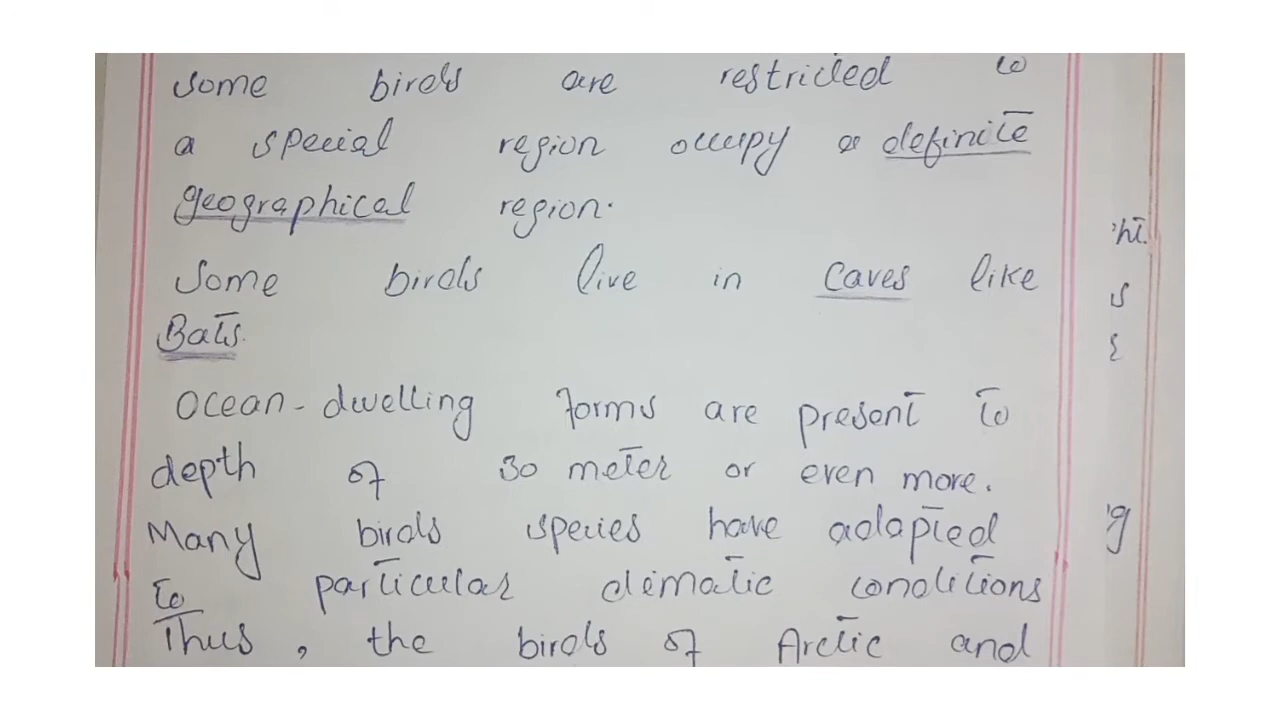 some birds are restricted to
a special region occupy a definite
geographical region.
Some birds live in caves like
Bats.
Ocean-dwelling forms are present to
depth of 30 meter or even more.
Many birds species have adapted
to particular climatic conditions
Thus, the birds of Arctic and